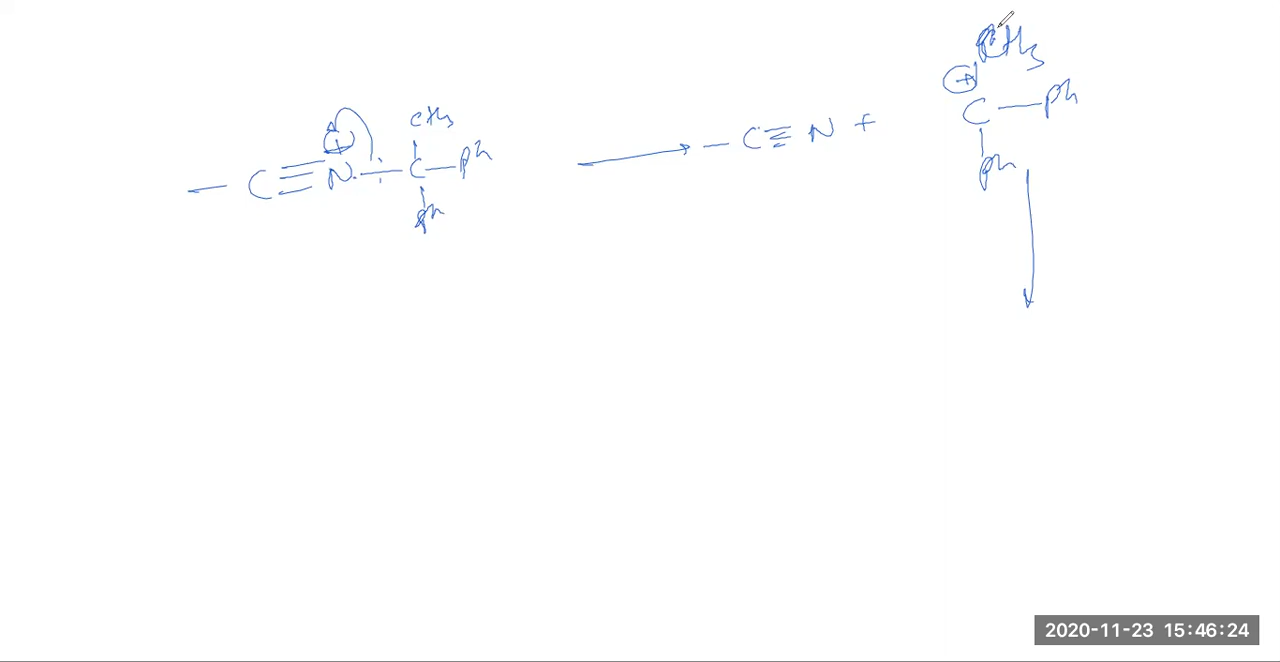 CH3
⊕
C — Ph
Ph
CH3
⊕
— C ≡ N — C — Ph
Ph
— C ≡ N +
2020-11-23 15:46:24